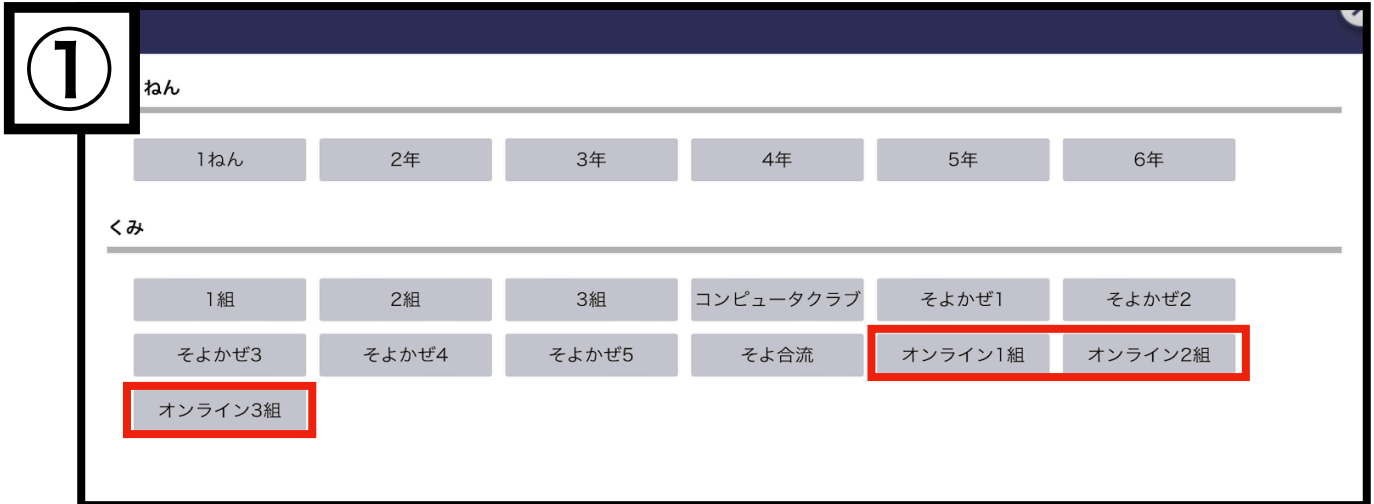 ①
ねん
1ねん 2年 3年 4年 5年 6年
くみ
1組 2組 3組 コンピュータクラブ そよかぜ1 そよかぜ2
そよかぜ3 そよかぜ4 そよかぜ5 そよ合流 オンライン1組 オンライン2組
オンライン3組